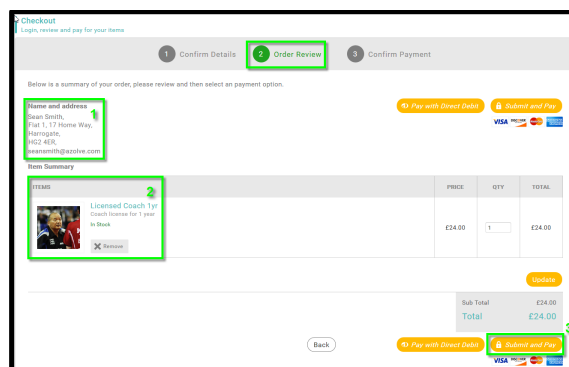 Checkout
Login, review and pay for your items
1 Confirm Details 2 Order Review 3 Confirm Payment
Below is a summary of your order, please review and then select an payment option.
Name and address
Sean Smith,
Flat 1, 17 Home Way,
Harrogate,
HG2 4ER,
seansmith@azolve.com
1
Pay with Direct Debit Submit and Pay
VISA
Item Summary
ITEMS PRICE QTY TOTAL
2
Licensed Coach 1yr
Coach license for 1 year
In Stock
Remove
£24.00 1 £24.00
Update
Sub Total £24.00
Total £24.00
3
Back Pay with Direct Debit Submit and Pay
VISA